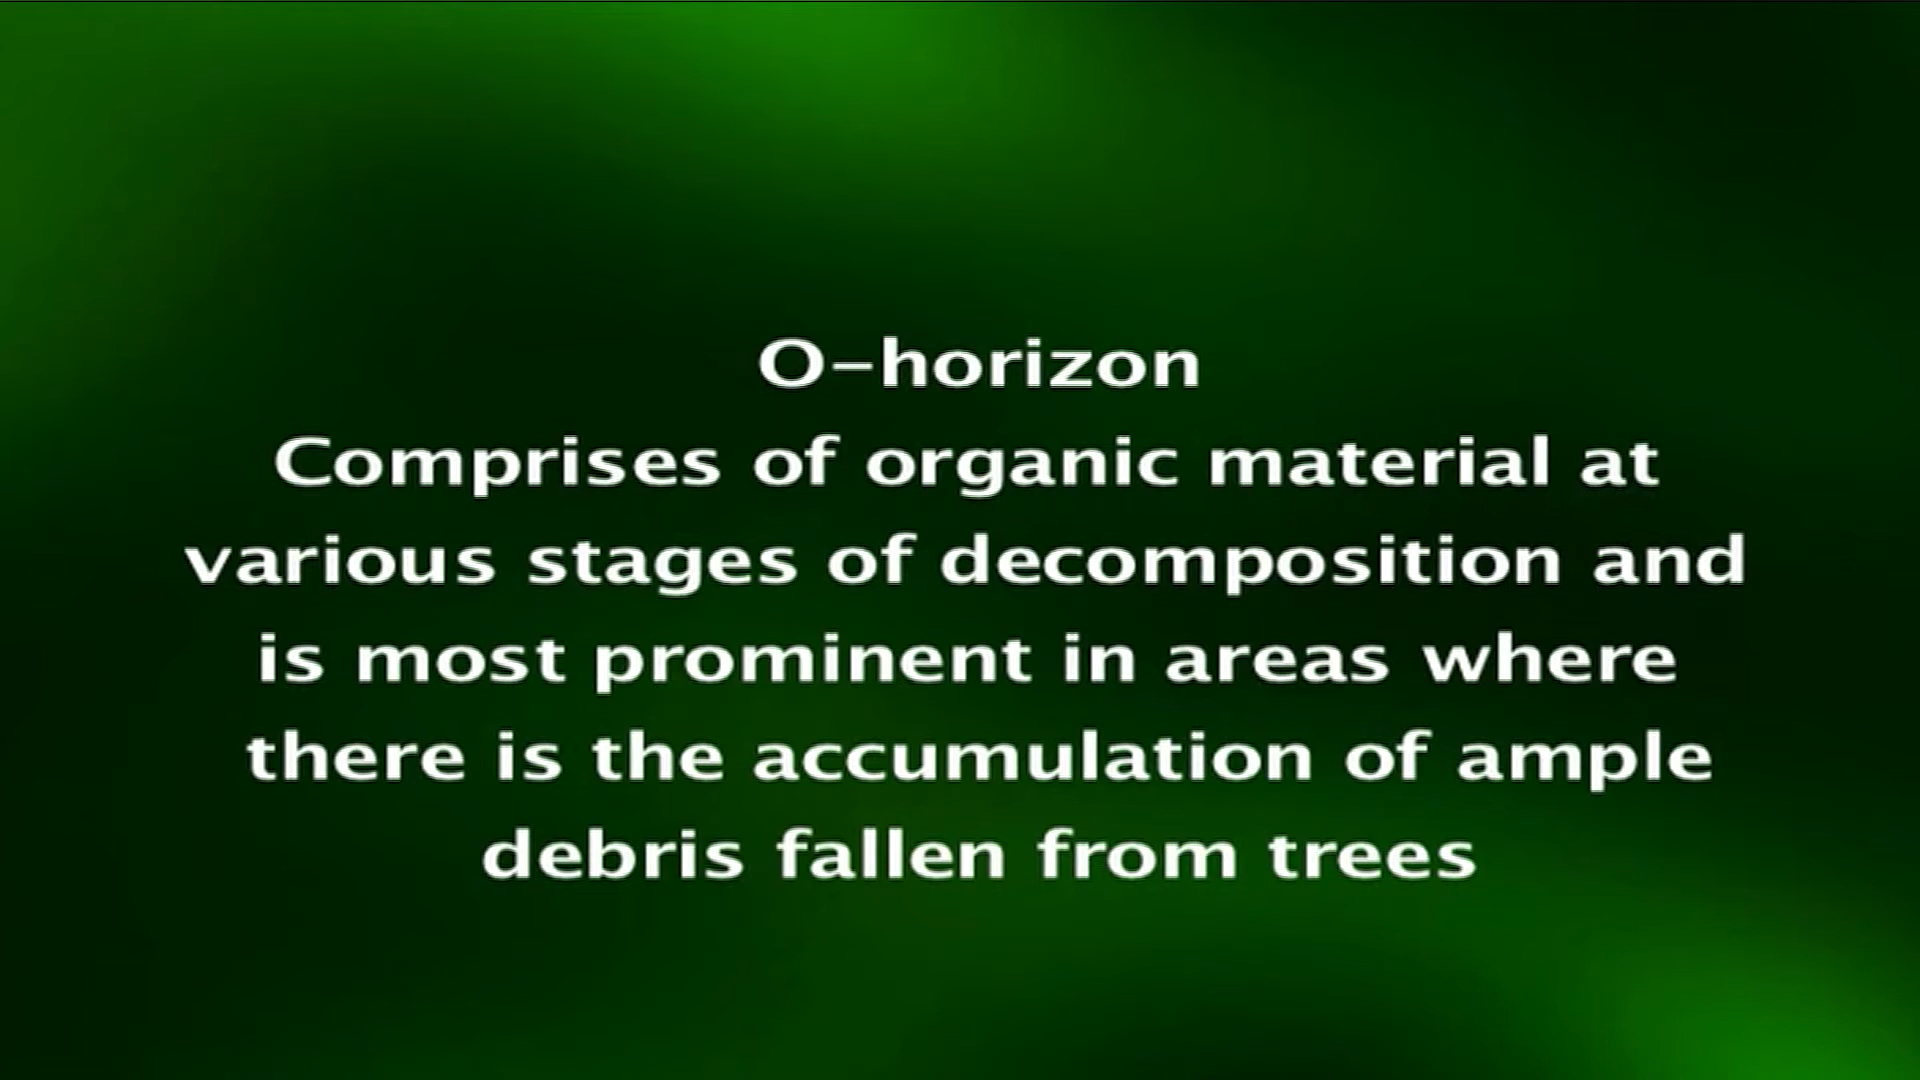 O-horizon
Comprises of organic material at
various stages of decomposition and
is most prominent in areas where
there is the accumulation of ample
debris fallen from trees